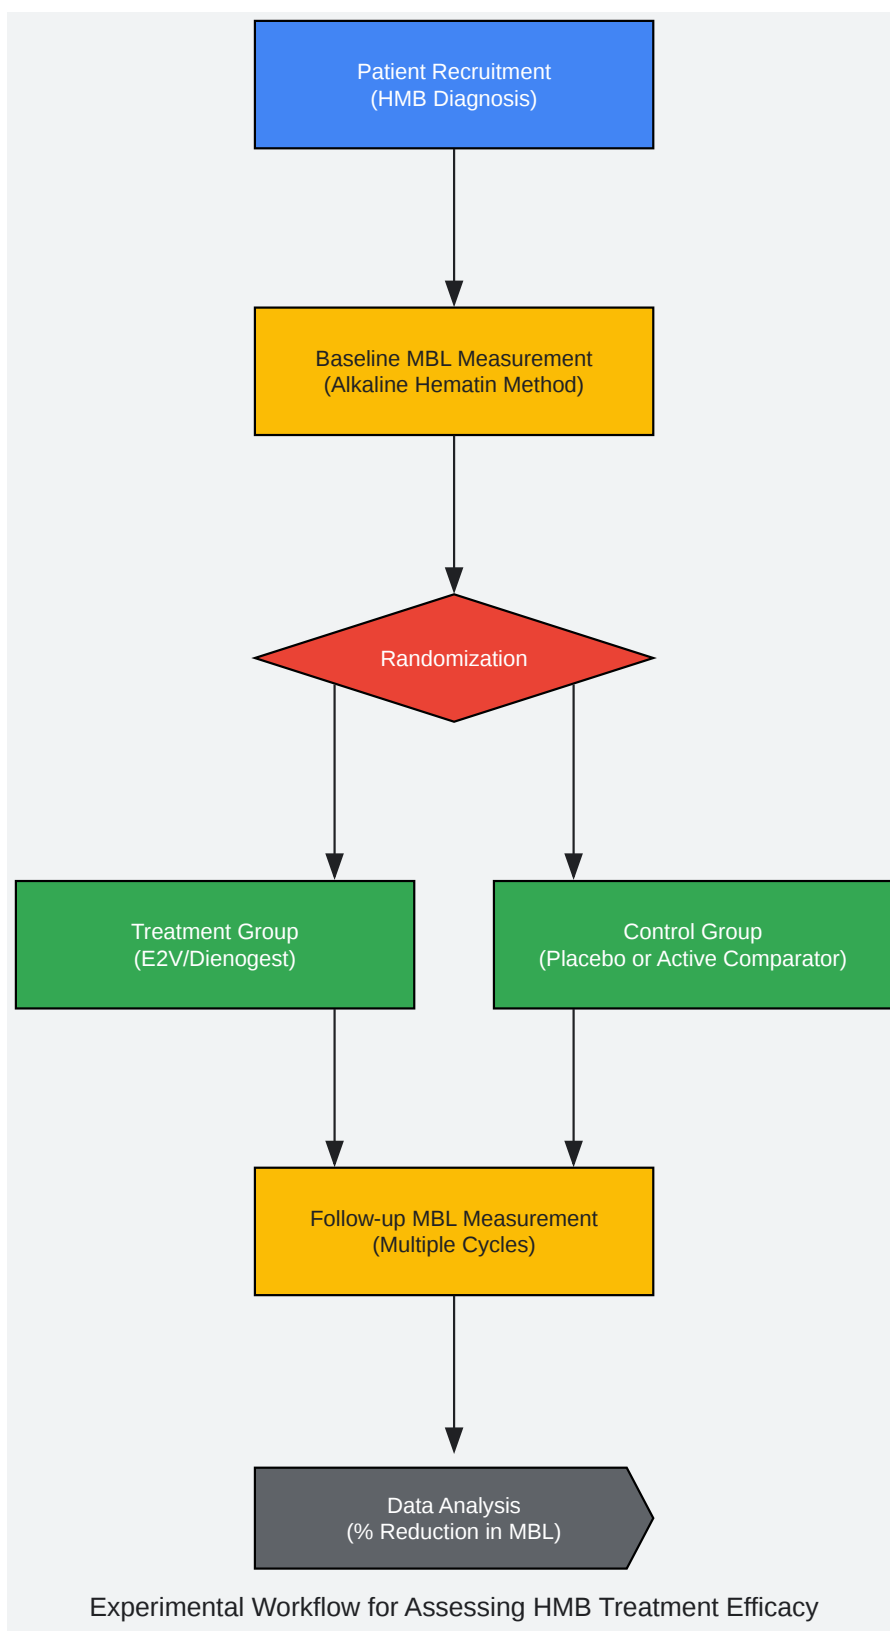 Patient Recruitment
(HMB Diagnosis)
Baseline MBL Measurement
(Alkaline Hematin Method)
Randomization
Treatment Group
(E2V/Dienogest)
Control Group
(Placebo or Active Comparator)
Follow-up MBL Measurement
(Multiple Cycles)
Data Analysis
(% Reduction in MBL)
Experimental Workflow for Assessing HMB Treatment Efficacy